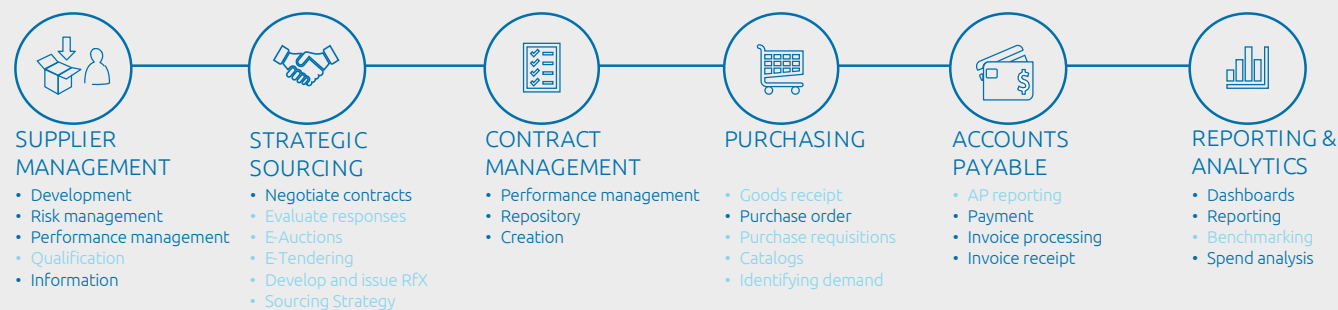 SUPPLIER
MANAGEMENT
• Development
• Risk management
• Performance management
• Qualification
• Information
STRATEGIC
SOURCING
• Negotiate contracts
• Evaluate responses
• E-Auctions
• E-Tendering
• Develop and issue RfX
• Sourcing Strategy
CONTRACT
MANAGEMENT
• Performance management
• Repository
• Creation
PURCHASING
• Goods receipt
• Purchase order
• Purchase requisitions
• Catalogs
• Identifying demand
$
ACCOUNTS
PAYABLE
• AP reporting
• Payment
• Invoice processing
• Invoice receipt
REPORTING &
ANALYTICS
• Dashboards
• Reporting
• Benchmarking
• Spend analysis